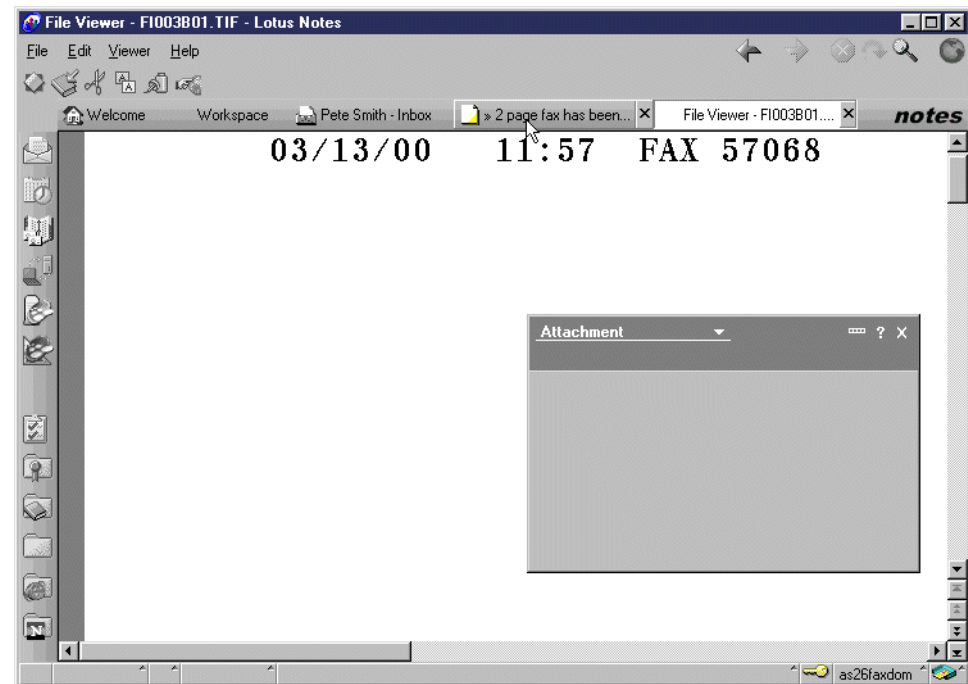 File Viewer - FI003B01.TIF - Lotus Notes
File Edit Viewer Help
Welcome Workspace Pete Smith - Inbox » 2 page fax has been... File Viewer - FI003B01.... notes
03/13/00 11:57 FAX 57068
Attachment
as26faxdom